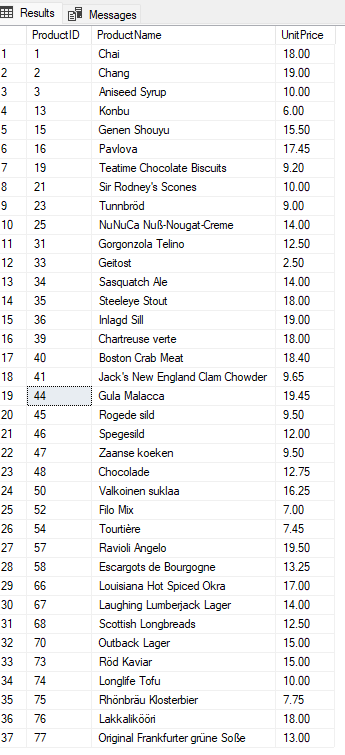 Results Messages
ProductID ProductName UnitPrice
1 1 Chai 18.00
2 2 Chang 19.00
3 3 Aniseed Syrup 10.00
4 13 Konbu 6.00
5 15 Genen Shouyu 15.50
6 16 Pavlova 17.45
7 19 Teatime Chocolate Biscuits 9.20
8 21 Sir Rodney's Scones 10.00
9 23 Tunnbröd 9.00
10 25 NuNuCa Nuß-Nougat-Creme 14.00
11 31 Gorgonzola Telino 12.50
12 33 Geitost 2.50
13 34 Sasquatch Ale 14.00
14 35 Steeleye Stout 18.00
15 36 Inlagd Sill 19.00
16 39 Chartreuse verte 18.00
17 40 Boston Crab Meat 18.40
18 41 Jack's New England Clam Chowder 9.65
19 44 Gula Malacca 19.45
20 45 Rogede sild 9.50
21 46 Spegesild 12.00
22 47 Zaanse koeken 9.50
23 48 Chocolade 12.75
24 50 Valkoinen suklaa 16.25
25 52 Filo Mix 7.00
26 54 Tourtière 7.45
27 57 Ravioli Angelo 19.50
28 58 Escargots de Bourgogne 13.25
29 66 Louisiana Hot Spiced Okra 17.00
30 67 Laughing Lumberjack Lager 14.00
31 68 Scottish Longbreads 12.50
32 70 Outback Lager 15.00
33 73 Röd Kaviar 15.00
34 74 Longlife Tofu 10.00
35 75 Rhönbräu Klosterbier 7.75
36 76 Lakkalikööri 18.00
37 77 Original Frankfurter grüne Soße 13.00